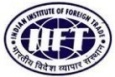 INDIAN INSTITUTE OF FOREIGN TRADE
IIFT
भारतीय विदेश व्यापार संस्थान